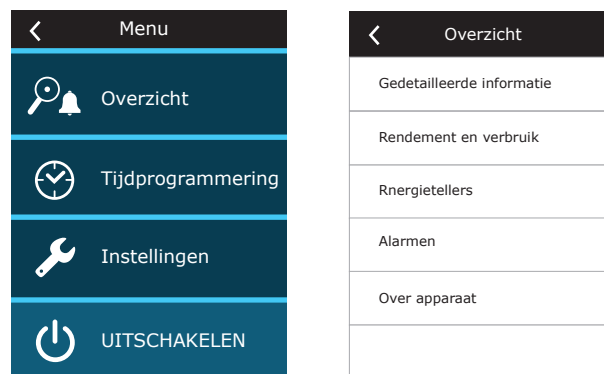 Menu
Overzicht
Tijdprogrammering
Instellingen
UITSCHAKELEN
Overzicht
Gedetailleerde informatie
Rendement en verbruik
Rnergietellers
Alarmen
Over apparaat